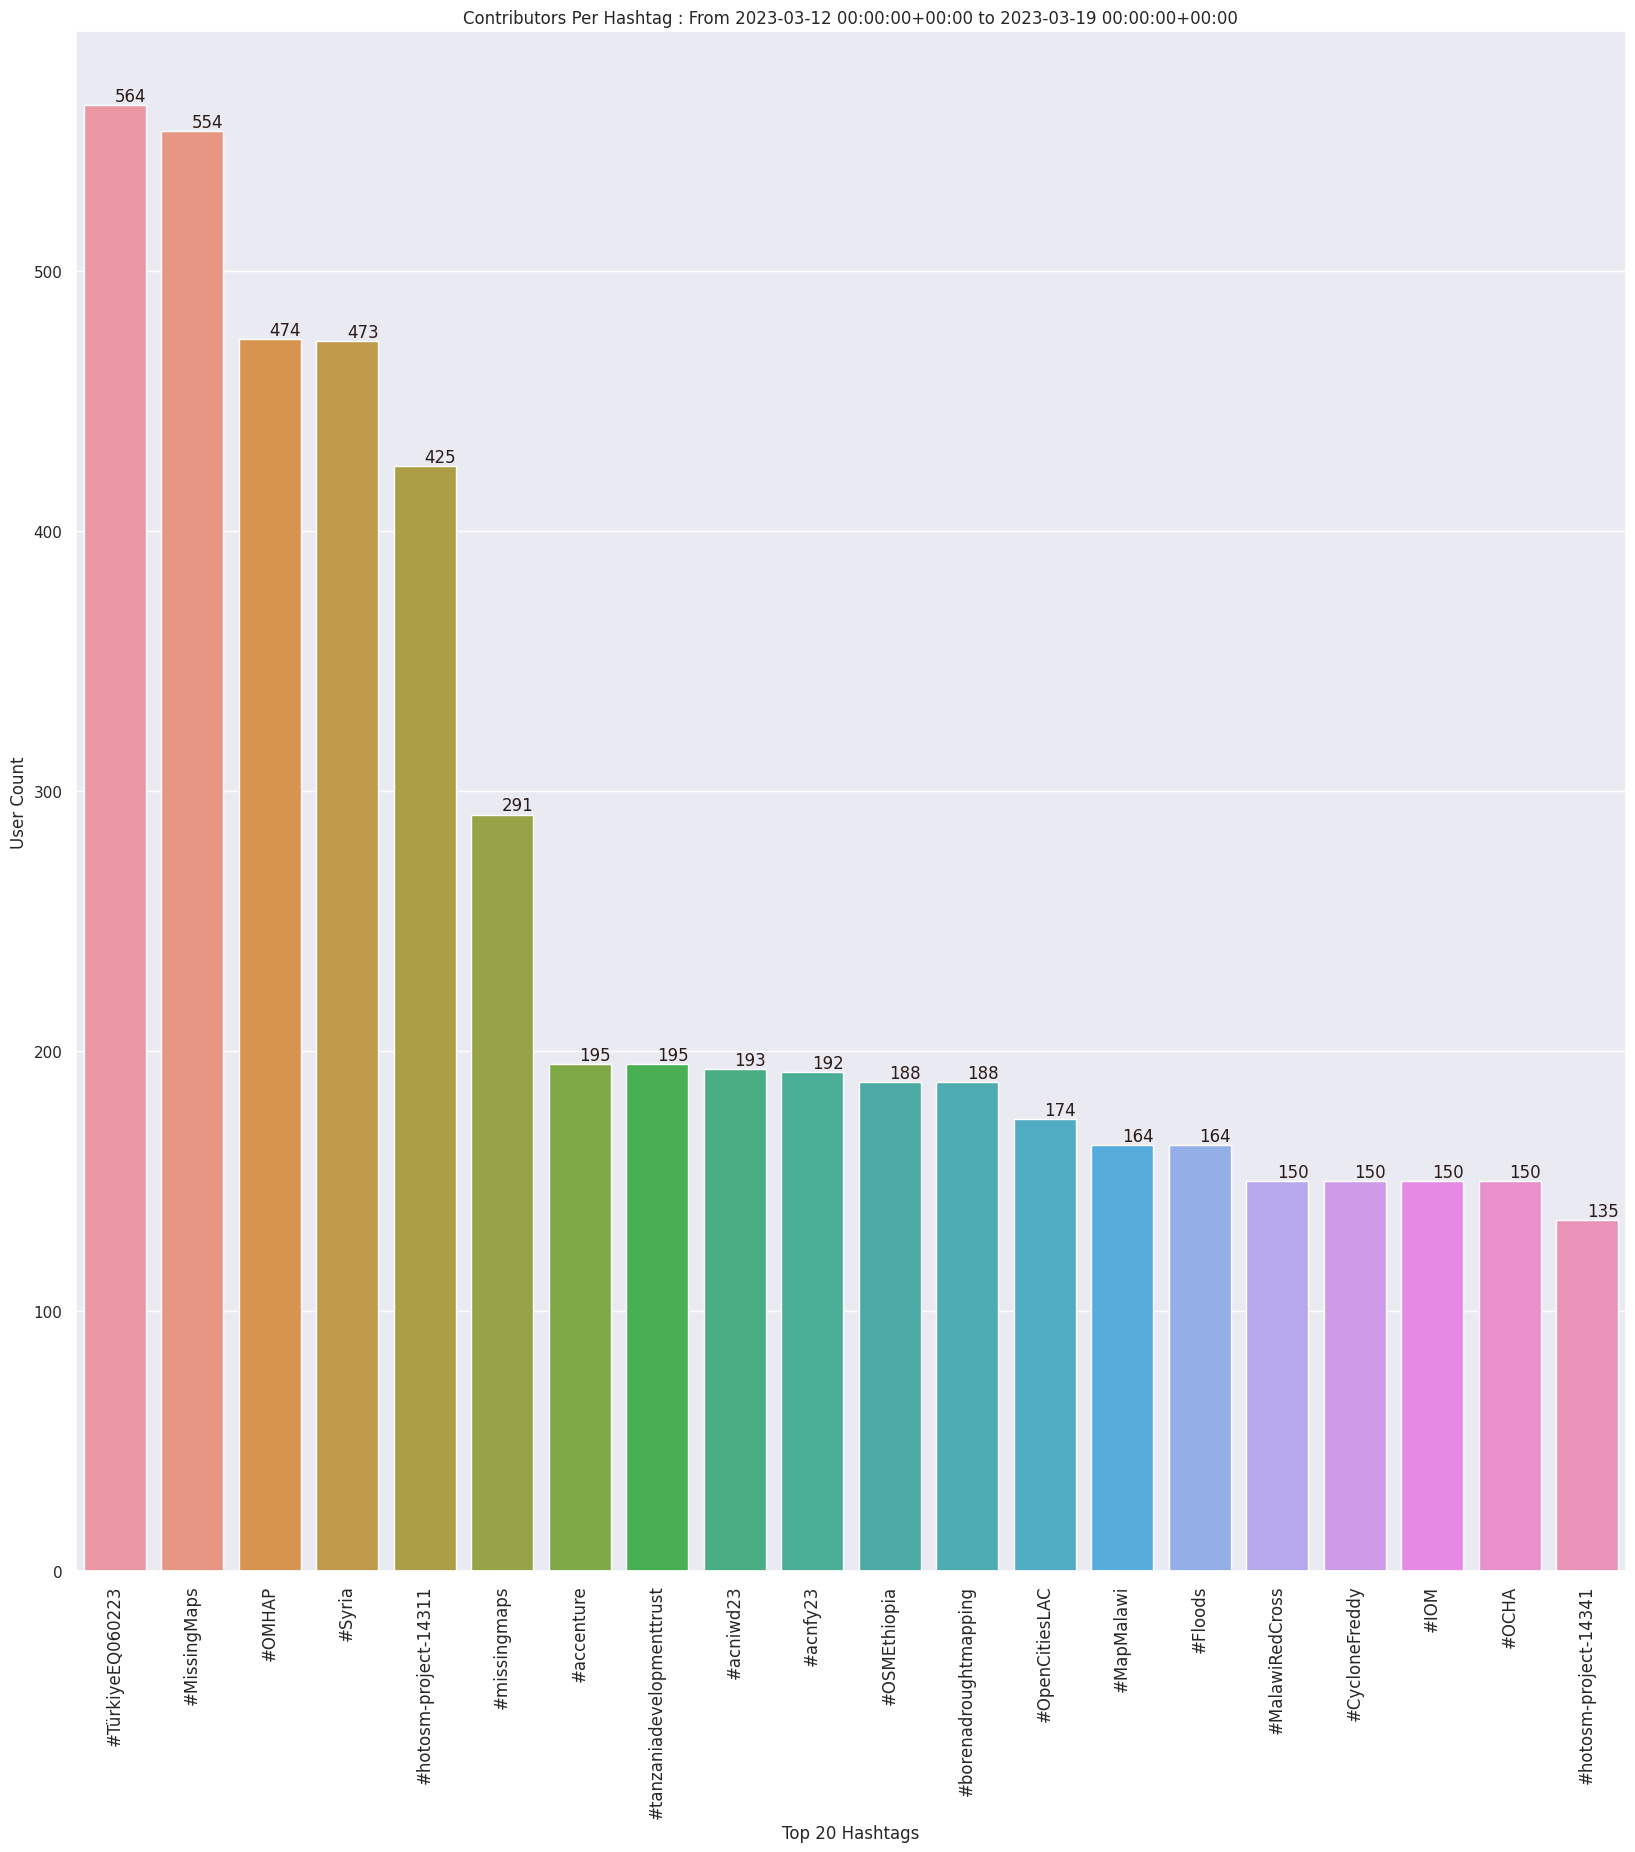 Contributors Per Hashtag : From 2023-03-12 00:00:00+00:00 to 2023-03-19 00:00:00+00:00
564
554
474
473
425
291
195
195
193
192
188
188
174
164
164
150
150
150
150
135
500
400
300
200
100
0
User Count
#TürkiyeEQ060223
#MissingMaps
#OMHAP
#Syria
#hotosm-project-14311
#missingmaps
#accenture
#tanzaniadevelopmenttrust
#acniwd23
#acnfy23
#OSMEthiopia
#borenadroughtmapping
#OpenCitiesLAC
#MapMalawi
#Floods
#MalawiRedCross
#CycloneFreddy
#IOM
#OCHA
#hotosm-project-14341
Top 20 Hashtags